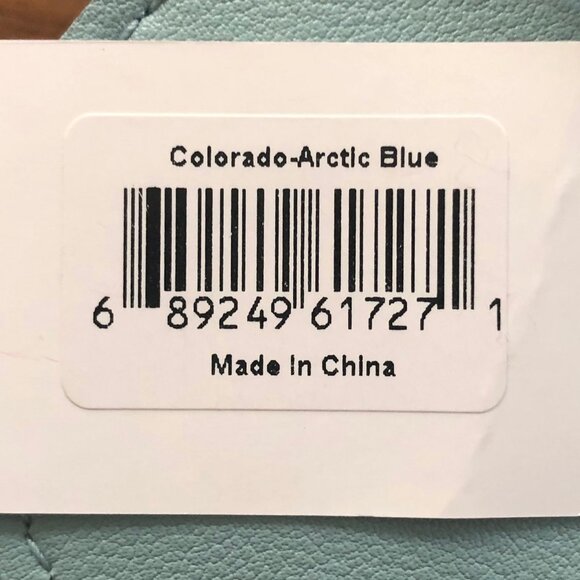 Colorado-Arctic Blue
6 89249 61727 1
Made in China